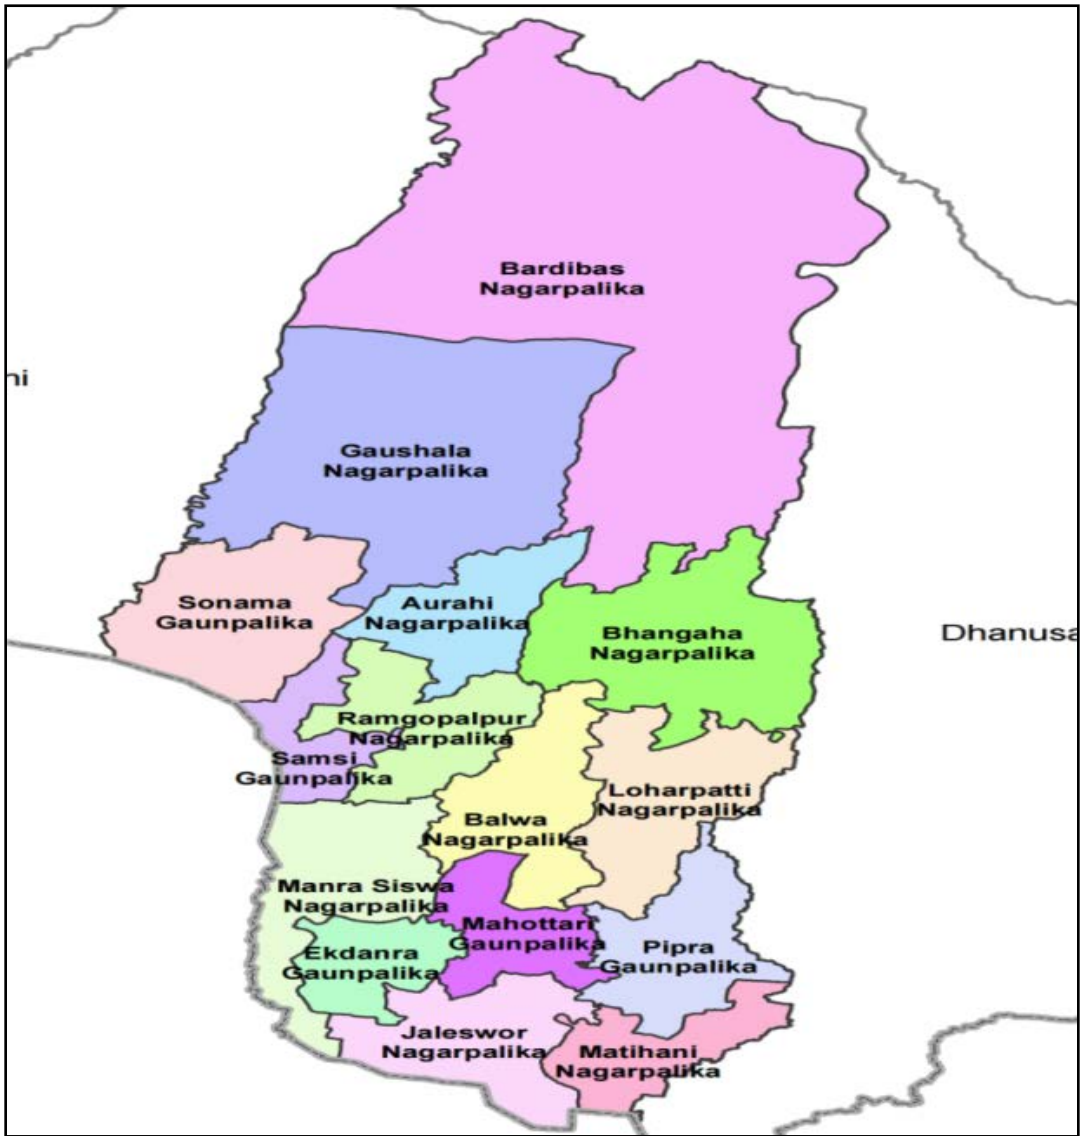 Bardibas
Nagarpalika
ni
Gaushala
Nagarpalika
Sonama
Gaunpalika
Aurahi
Nagarpalika
Bhangaha
Nagarpalika
Dhanusa
Ramgopalpur
Nagarpalika
Samsi
Gaunpalika
Loharpatti
Nagarpalika
Balwa
Nagarpalika
Manra Siswa
Nagarpalika
Mahottari
Gaunpalika
Ekdanra
Gaunpalika
Pipra
Gaunpalika
Jaleswor
Nagarpalika
Matihani
Nagarpalika